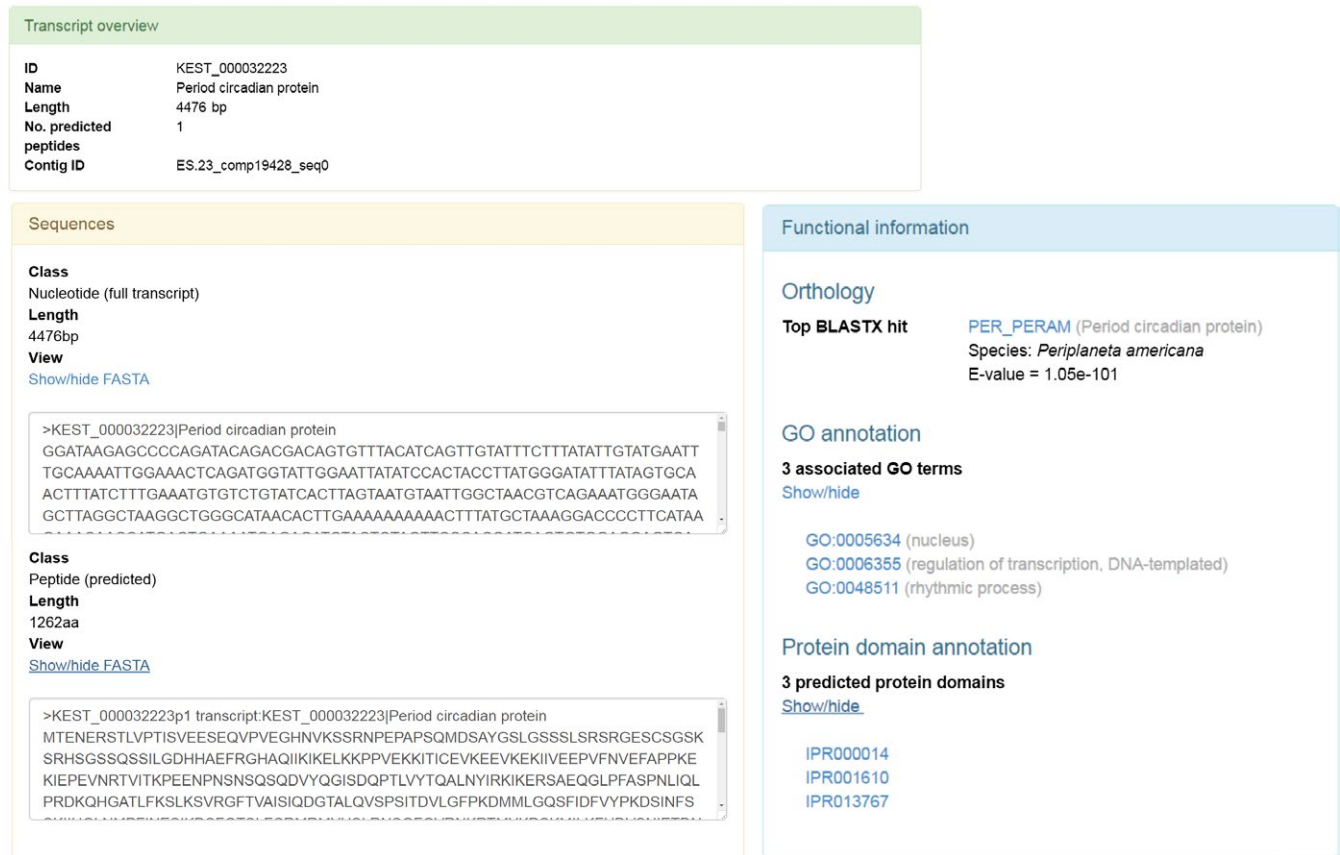 Transcript overview
ID KEST_000032223
Name Period circadian protein
Length 4476 bp
No. predicted 1
peptides
Contig ID ES.23_comp19428_seq0
Sequences
Class
Nucleotide (full transcript)
Length
4476bp
View
Show/hide FASTA
>KEST_000032223|Period circadian protein
GGATAAGAGCCCCAGATACAGACGACAGTGTTTACATCAGTTGTATTTCTTTATATTGTATGAATT
TGCAAAATTGGAAACTCAGATGGTATTGGAATTATATCCACTACCTTATGGGATATTTATAGTGCA
ACTTTATCTTTGAAATGTGTCTGTATCACTTAGTAATGTAATTGGCTAACGTCAGAAATGGGAATA
GCTTAGGCTAAGGCTGGGCATAACACTTGAAAAAAAAAACTTTATGCTAAAGGACCCCTTCATAA
Class
Peptide (predicted)
Length
1262aa
View
Show/hide FASTA
>KEST_000032223p1 transcript:KEST_000032223|Period circadian protein
MTENERSTLVPTISVEESEQVPVEGHNVKSSRNPEPAPSQMDSAYGSLGSSSLSRSRGESCSGSK
SRHSGSSQSSILGDHHAEFRGHAQIIKIKELKKPPVEKKITICEVKEEVKEKIIVEEPVFNVEFAPPKE
KIEPEVNRTVITKPEENPNSNSQSQDVYQGISDQPTLVYTQALNYIRKIKERSAEQGLPFASPNLIQL
PRDKQHGATLFKSLKSVRGFTVAISIQDGTALQVSPSITDVLGFPKDMMLGQSFIDFVYPKDSINFS
Functional information
Orthology
Top BLASTX hit PER_PERAM (Period circadian protein)
Species: Periplaneta americana
E-value = 1.05e-101
GO annotation
3 associated GO terms
Show/hide
GO:0005634 (nucleus)
GO:0006355 (regulation of transcription, DNA-templated)
GO:0048511 (rhythmic process)
Protein domain annotation
3 predicted protein domains
Show/hide
IPR000014
IPR001610
IPR013767